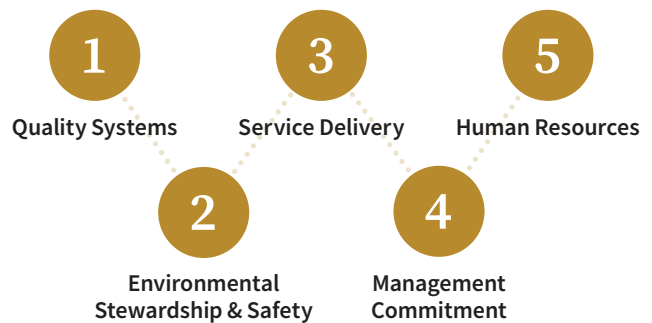 1
Quality Systems
2
Environmental
Stewardship & Safety
3
Service Delivery
4
Management
Commitment
5
Human Resources